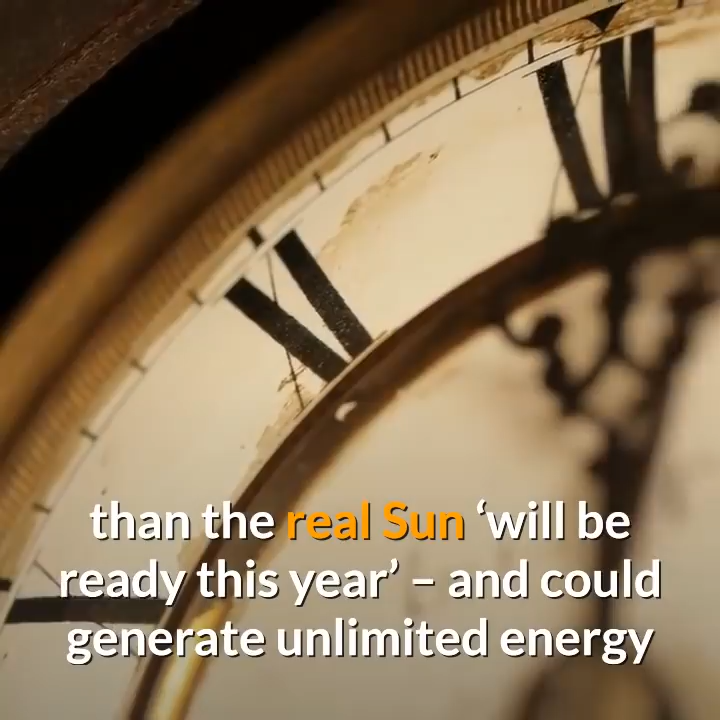 than the real Sun ‘will be
ready this year’ – and could
generate unlimited energy